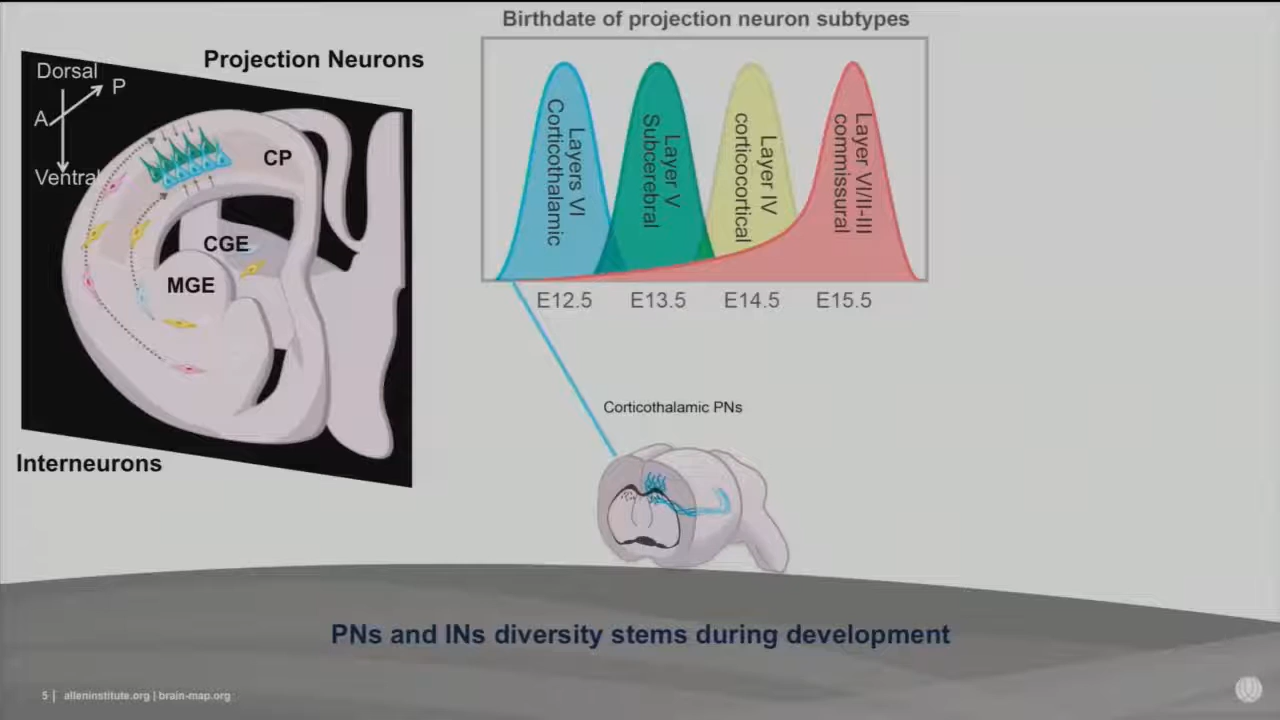 Birthdate of projection neuron subtypes
Projection Neurons
Dorsal
P
A
Ventral
CP
CGE
MGE
Interneurons
Layers VI
Corticothalamic
Layer V
Subcerebral
Layer IV
corticocortical
Layer VI/II-III
commissural
E12.5
E13.5
E14.5
E15.5
Corticothalamic PNs
PNs and INs diversity stems during development
5 | alleninstitute.org | brain-map.org